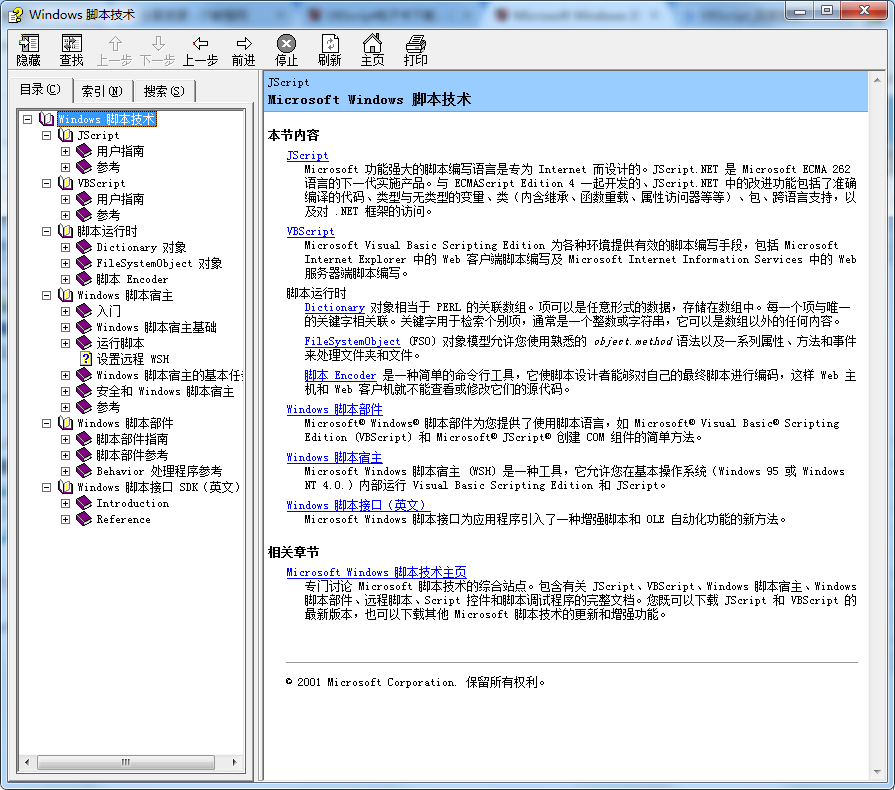 Windows 脚本技术
隐藏 查找 上一步 下一步 上一步 前进 停止 刷新 主页 打印
目录(C) 索引(N) 搜索(S)
Windows 脚本技术
JScript
用户指南
参考
VBScript
用户指南
参考
脚本运行时
Dictionary 对象
FileSystemObject 对象
脚本 Encoder
Windows 脚本宿主
入门
Windows 脚本宿主基础
运行脚本
设置远程 WSH
Windows 脚本宿主的基本任
安全和 Windows 脚本宿主
参考
Windows 脚本部件
脚本部件指南
脚本部件参考
Behavior 处理程序参考
Windows 脚本接口 SDK(英文)
Introduction
Reference
JScript
Microsoft Windows 脚本技术
本节内容
JScript
Microsoft 功能强大的脚本编写语言是专为 Internet 而设计的。JScript.NET 是 Microsoft ECMA 262
语言的下一代实施产品。与 ECMAScript Edition 4 一起开发的、JScript.NET 中的改进功能包括了准确
编译的代码、类型与无类型的变量、类(内含继承、函数重载、属性访问器等等)、包、跨语言支持,以
及对 .NET 框架的访问。
VBScript
Microsoft Visual Basic Scripting Edition 为各种环境提供有效的脚本编写手段,包括 Microsoft
Internet Explorer 中的 Web 客户端脚本编写及 Microsoft Internet Information Services 中的 Web
服务器端脚本编写。
脚本运行时
Dictionary 对象相当于 PERL 的关联数组。项可以是任意形式的数据,存储在数组中。每一个项与唯一
的关键字相关联。关键字用于检索个别项,通常是一个整数或字符串,它可以是数组以外的任何内容。
FileSystemObject (FSO) 对象模型允许您使用熟悉的 object.method 语法以及一系列属性、方法和事件
来处理文件夹和文件。
脚本 Encoder 是一种简单的命令行工具,它使脚本设计者能够对自己的最终脚本进行编码,这样 Web 主
机和 Web 客户机就不能查看或修改它们的源代码。
Windows 脚本部件
Microsoft® Windows® 脚本部件为您提供了使用脚本语言,如 Microsoft® Visual Basic® Scripting
Edition (VBScript) 和 Microsoft® JScript® 创建 COM 组件的简单方法。
Windows 脚本宿主
Microsoft Windows 脚本宿主 (WSH) 是一种工具,它允许您在基本操作系统 (Windows 95 或 Windows
NT 4.0.) 内部运行 Visual Basic Scripting Edition 和 JScript。
Windows 脚本接口(英文)
Microsoft Windows 脚本接口为应用程序引入了一种增强脚本和 OLE 自动化功能的新方法。
相关章节
Microsoft Windows 脚本技术主页
专门讨论 Microsoft 脚本技术的综合站点。包含有关 JScript、VBScript、Windows 脚本宿主、Windows
脚本部件、远程脚本、Script 控件和脚本调试程序的完整文档。您既可以下载 JScript 和 VBScript 的
最新版本,也可以下载其他 Microsoft 脚本技术的更新和增强功能。
© 2001 Microsoft Corporation. 保留所有权利。